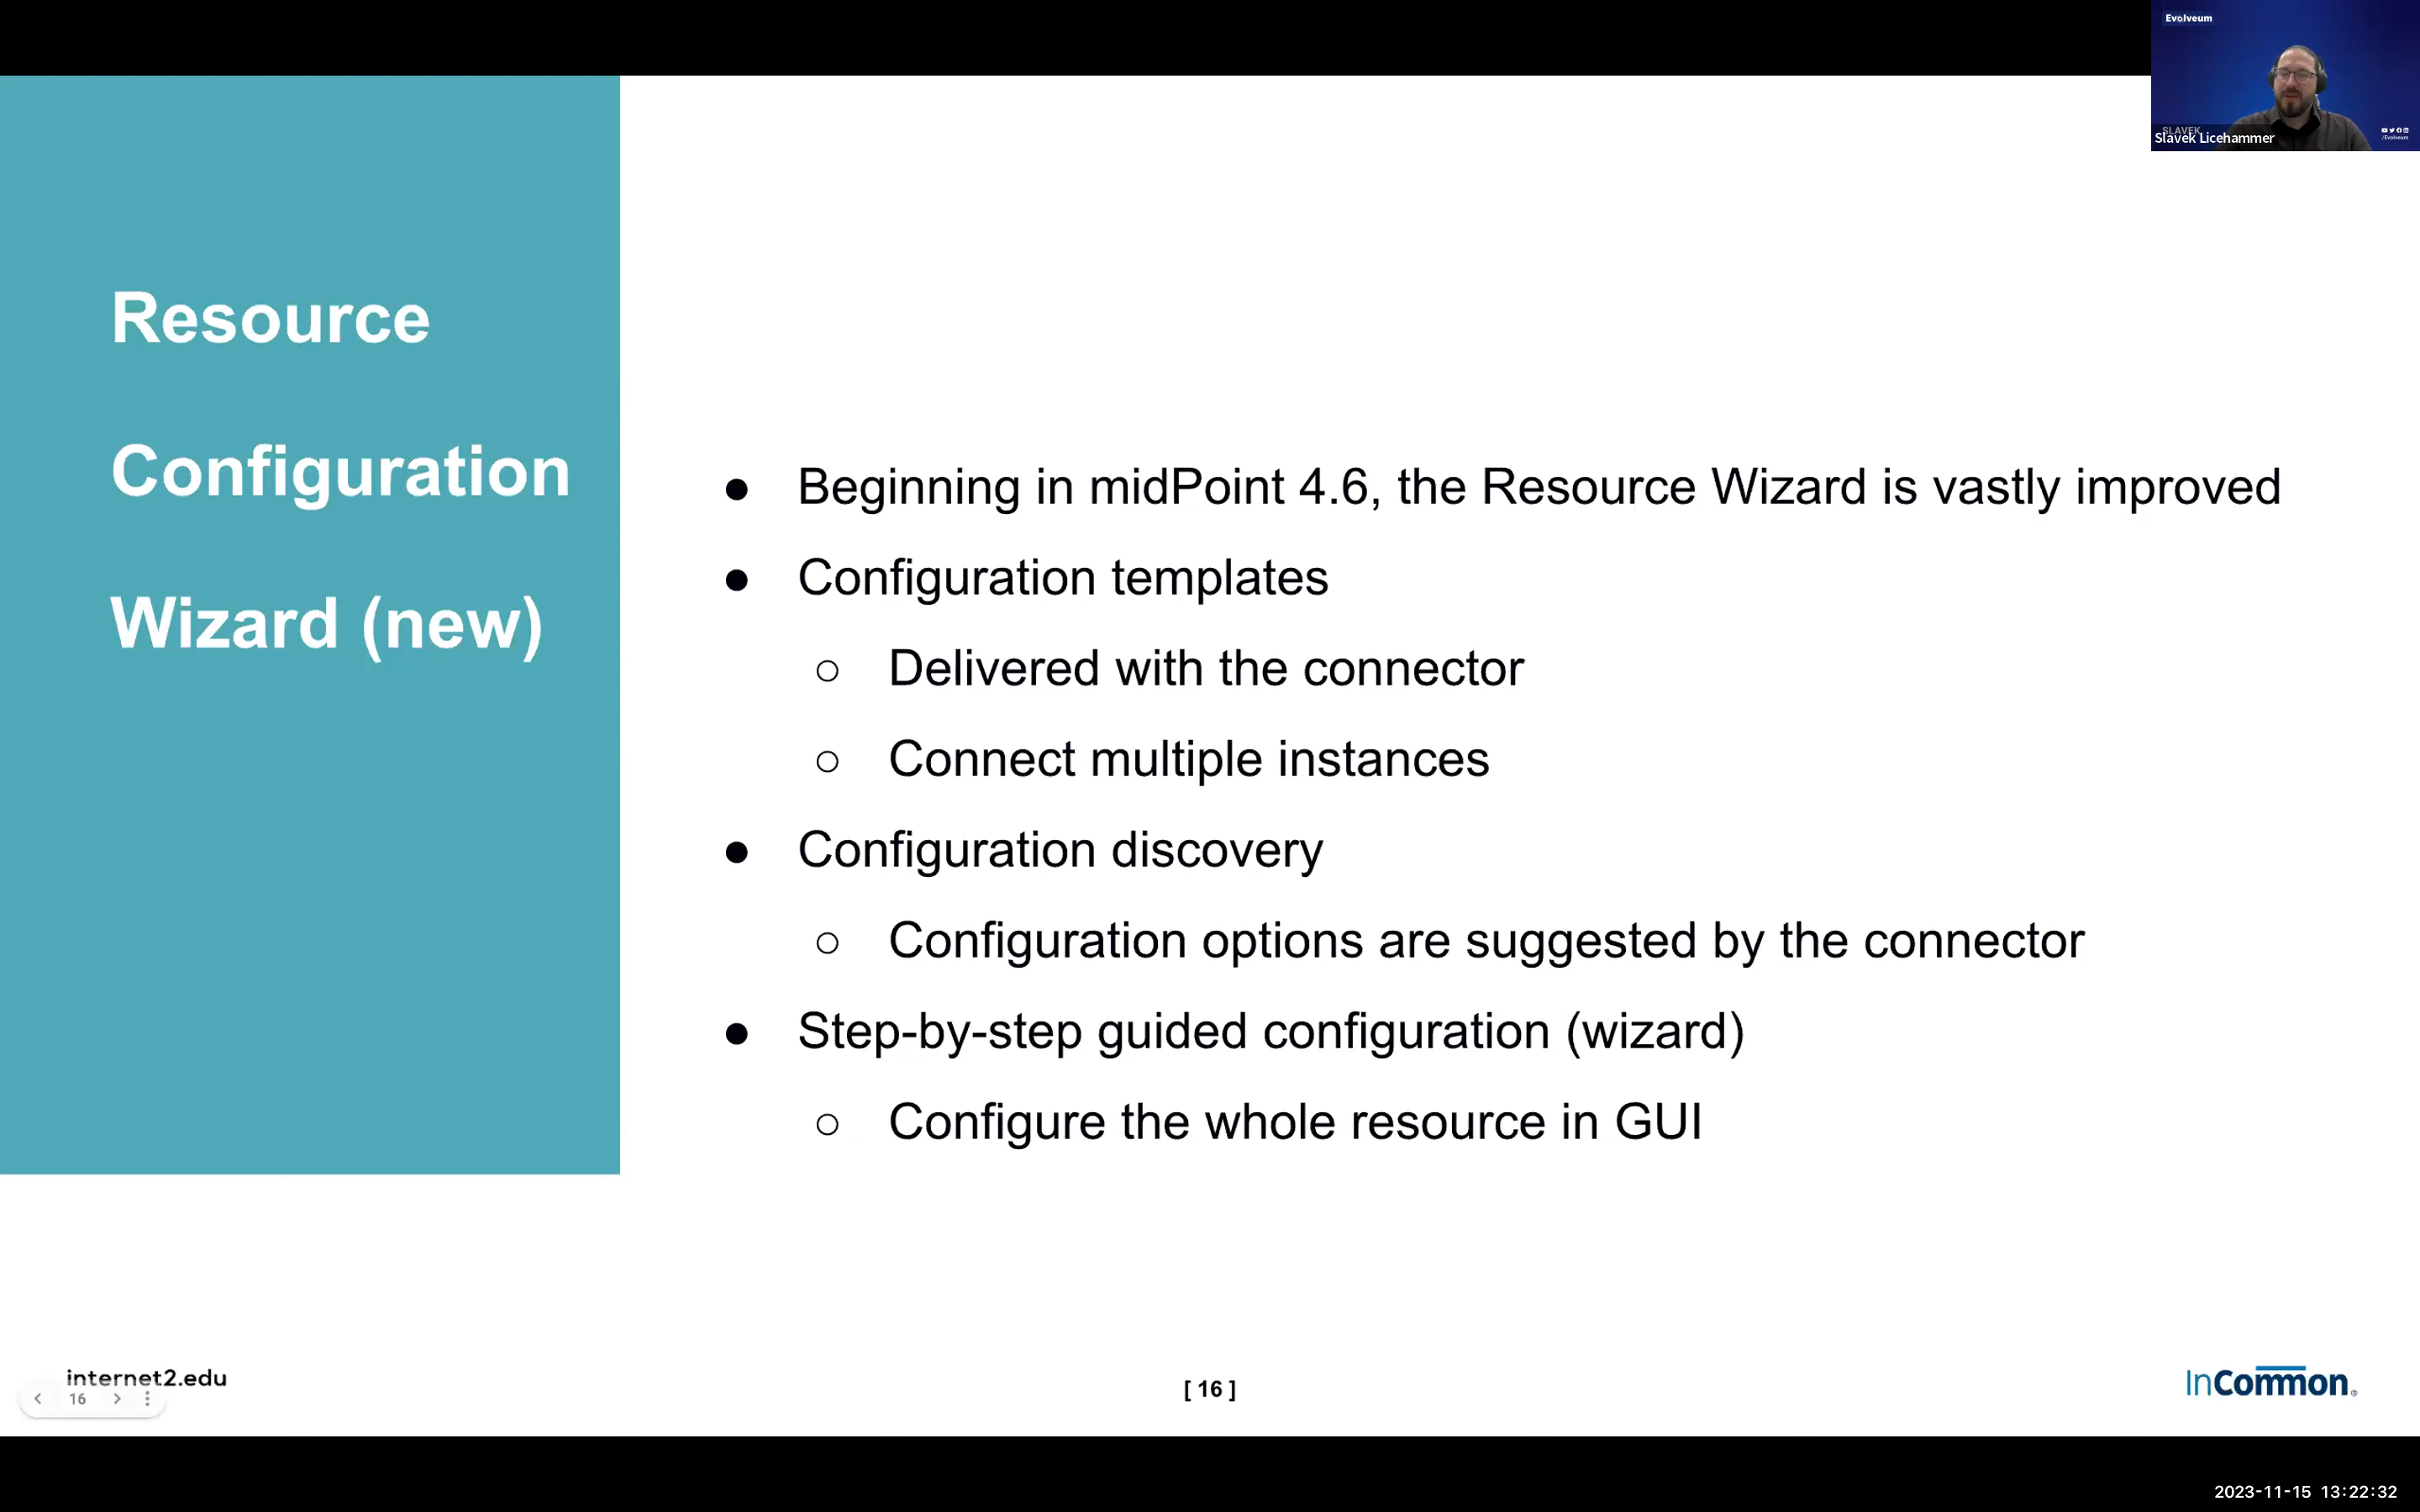 Evolveum
SLAVEK
Slavek Licehammer
/Evolveum
Resource
Configuration
Wizard (new)
● Beginning in midPoint 4.6, the Resource Wizard is vastly improved
● Configuration templates
○ Delivered with the connector
○ Connect multiple instances
● Configuration discovery
○ Configuration options are suggested by the connector
● Step-by-step guided configuration (wizard)
○ Configure the whole resource in GUI
internet2.edu
16
[ 16 ]
InCommon
2023-11-15 13:22:32